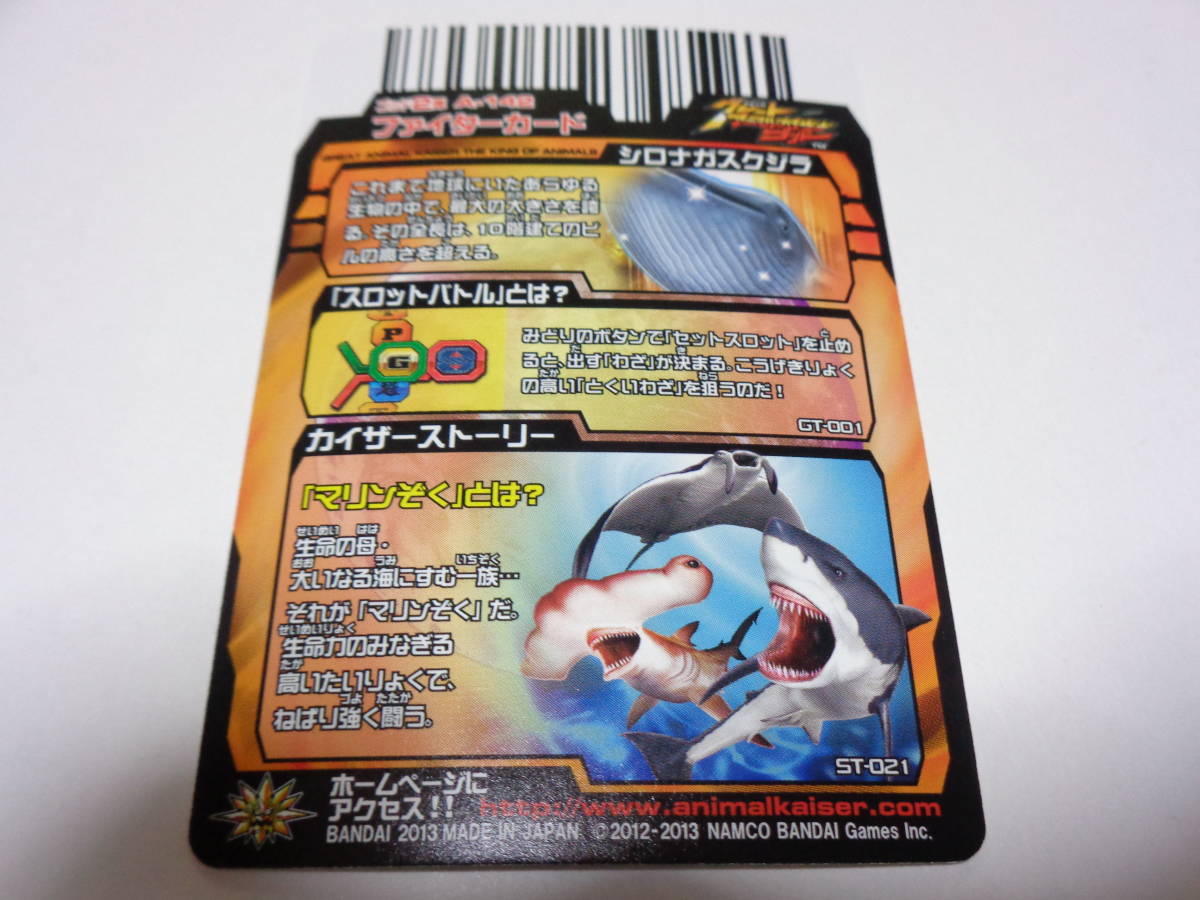 2弾 A-142
ファイターカード
GREAT ANIMAL KAISER THE KING OF ANIMALS
シロナガスクジラ
これまで地球にいたあらゆる
生物の中で、最大の大きさを誇
る。その全長は、10階建てのビ
ルの高さを超える。
「スロットバトル」とは?
P
G
S
みどりのボタンで「セットスロット」を止め
ると、出す「わざ」が決まる。こうげきりょく
の高い「とくいわざ」を狙うのだ!
GT-001
カイザーストーリー
「マリンぞく」とは?
生命の母・
大いなる海にすむ一族…
それが「マリンぞく」だ。
生命力のみなぎる
高いたいりょくで、
ねばり強く闘う。
ST-021
ホームページに
アクセス!! http://www.animalkaiser.com
BANDAI 2013 MADE IN JAPAN ©2012-2013 NAMCO BANDAI Games Inc.